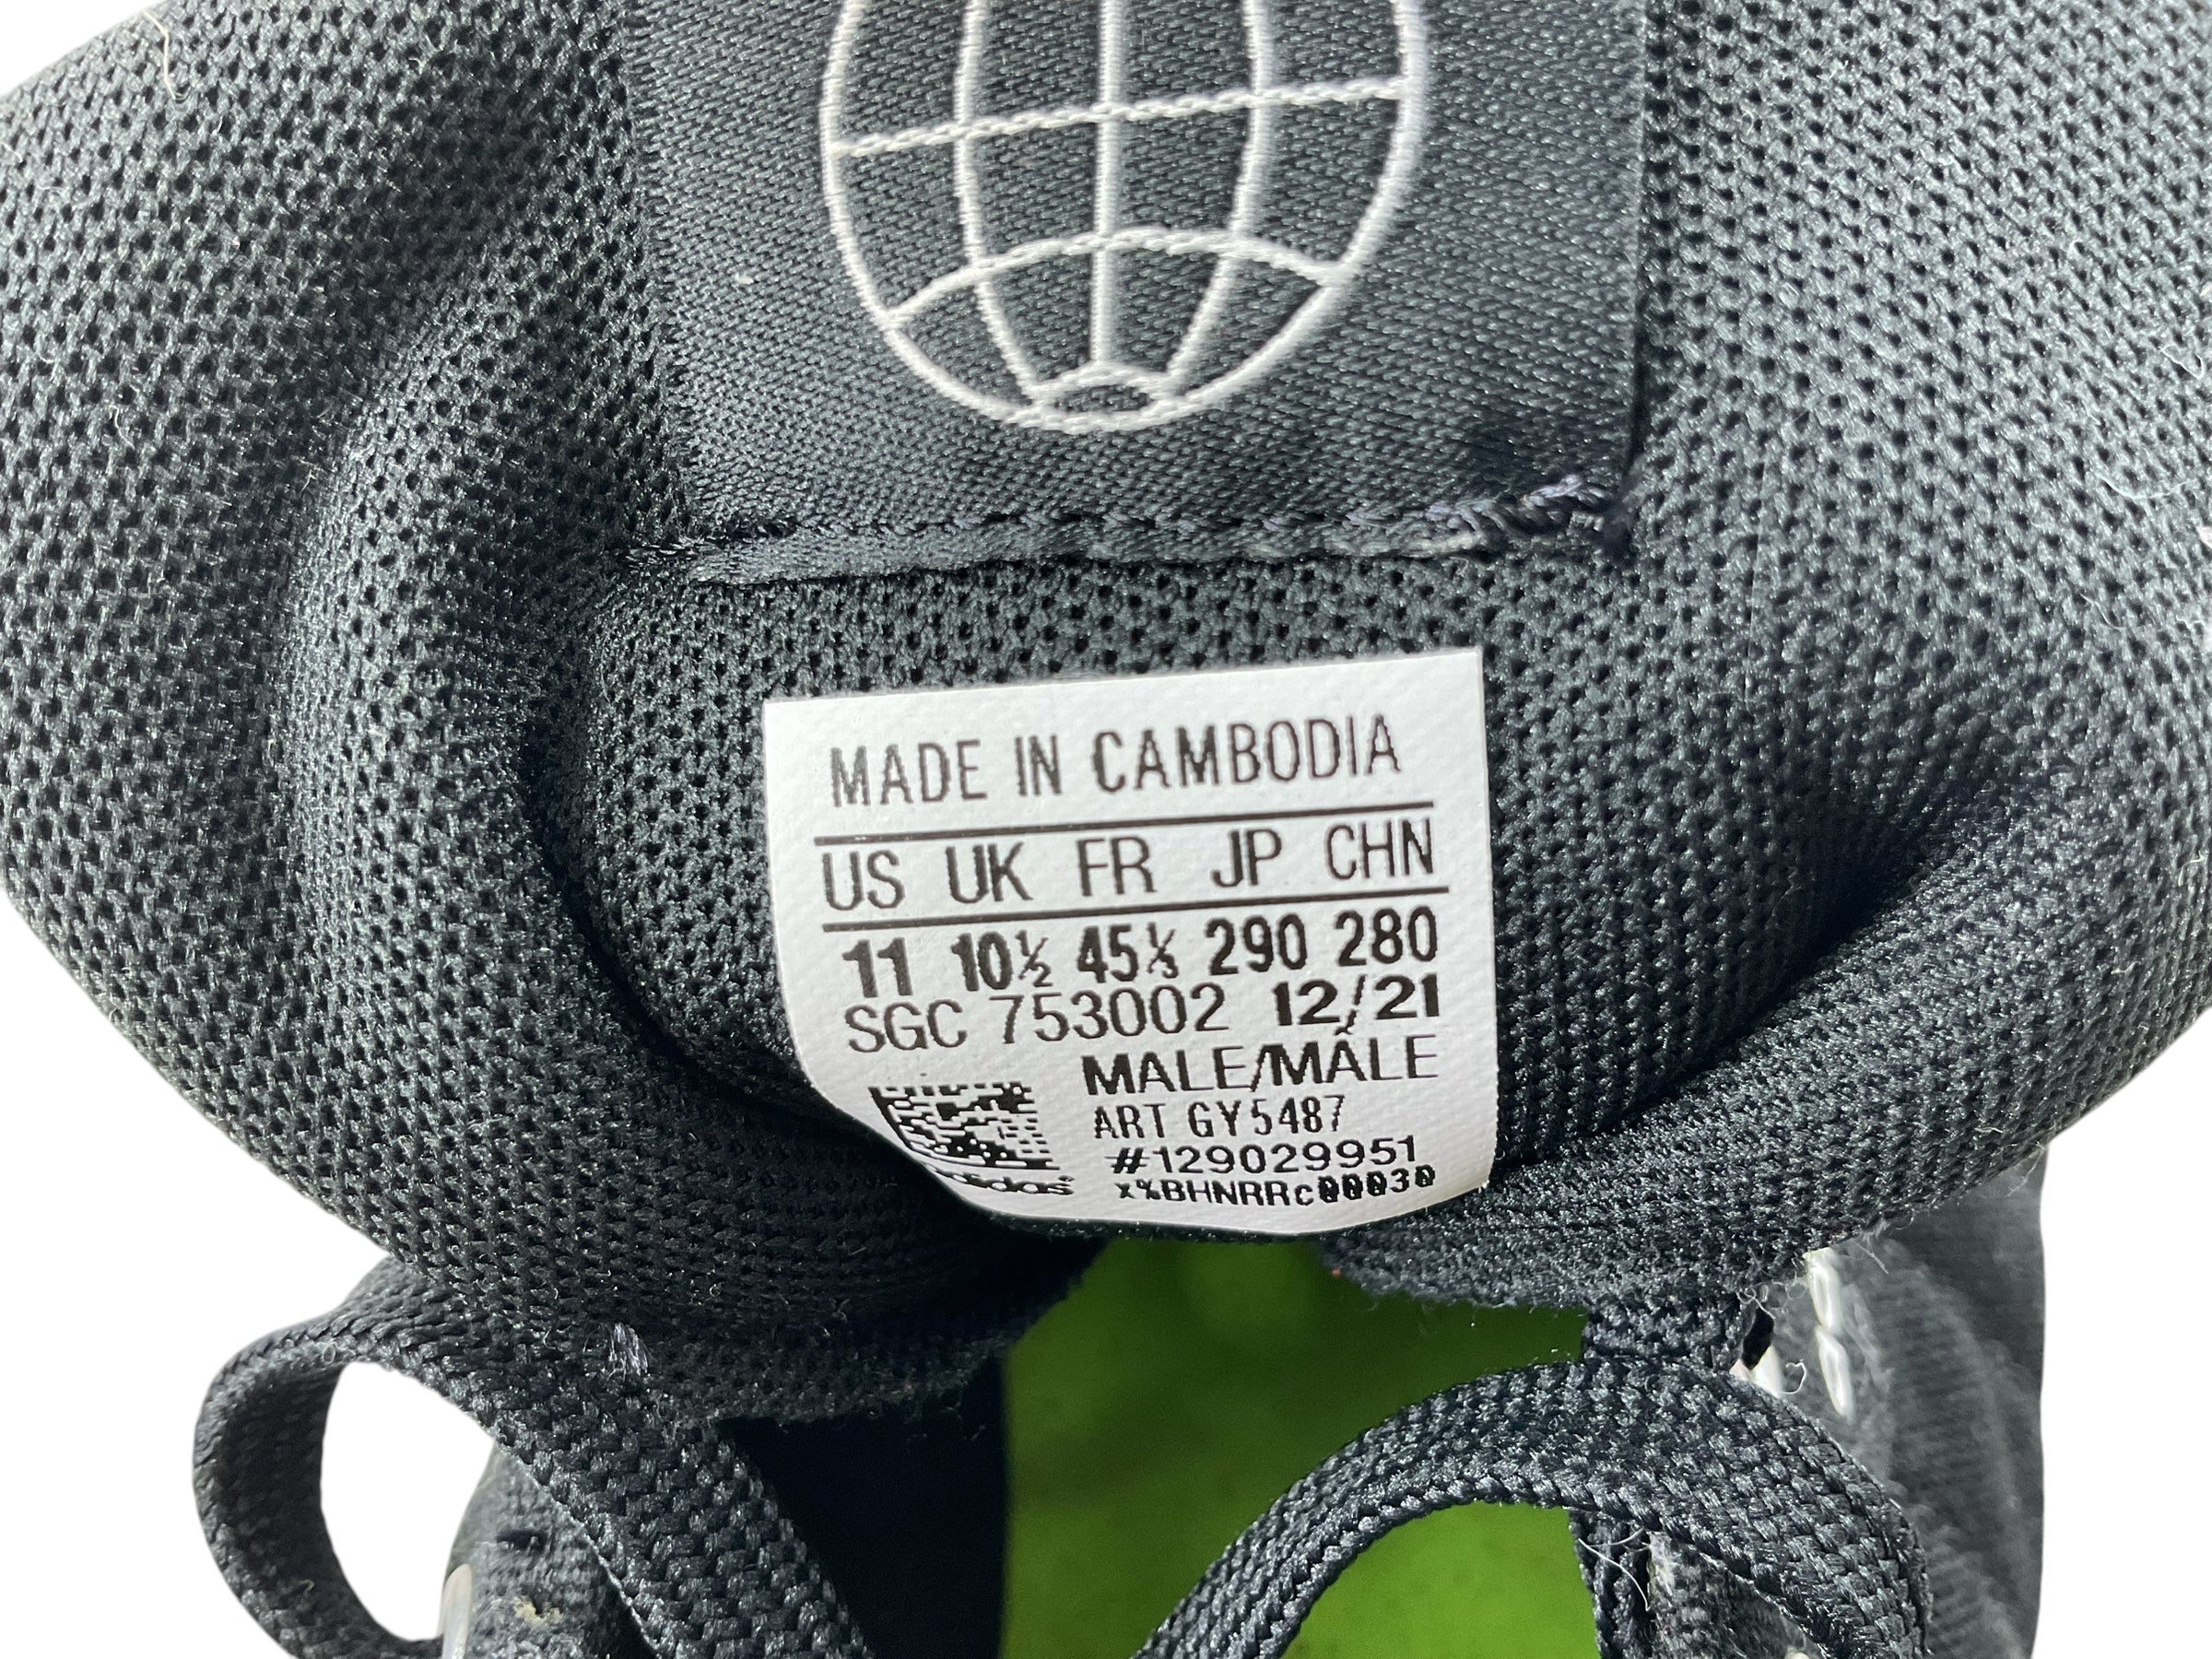 MADE IN CAMBODIA
US UK FR JP CHN
11 10½ 45⅓ 290 280
SGC 753002 12/21
MALE/MÂLE
ART GY5487
#129029951
x%BHNRRc00030
adidas